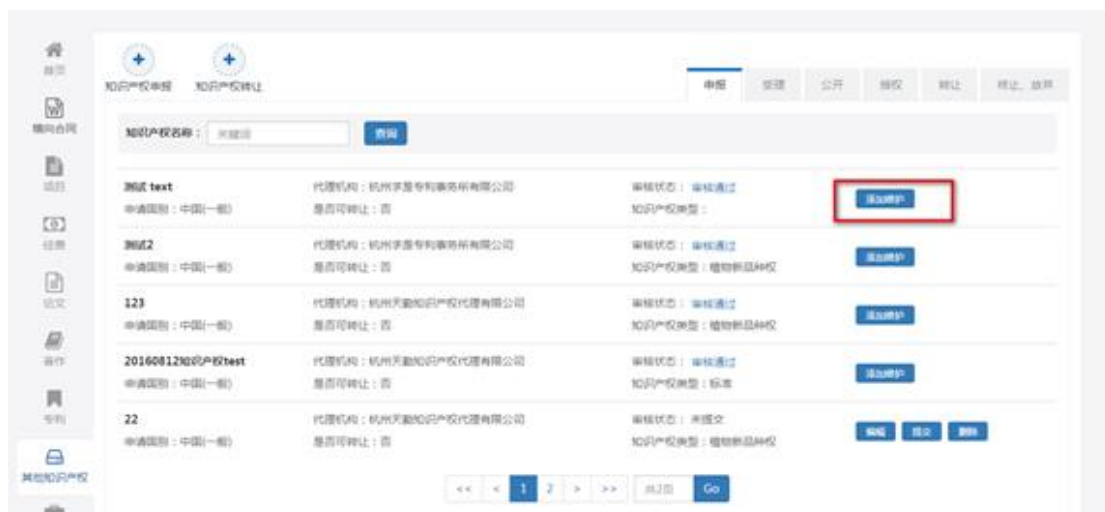 首页
横向合同
项目
经费
论文
著作
专利
其他知识产权
知识产权申报 知识产权转让
申报 受理 公开 授权 转让 终止、放弃
知识产权名称： 关键词 查询
测试 text 代理机构：杭州求是专利事务所有限公司 审核状态： 审核通过 添加维护
申请国别：中国(一般) 是否可转让：否 知识产权类型：
测试2 代理机构：杭州求是专利事务所有限公司 审核状态： 审核通过 添加维护
申请国别：中国(一般) 是否可转让：否 知识产权类型：植物新品种权
123 代理机构：杭州天勤知识产权代理有限公司 审核状态： 审核通过 添加维护
申请国别：中国(一般) 是否可转让：否 知识产权类型：植物新品种权
20160812知识产权test 代理机构：杭州天勤知识产权代理有限公司 审核状态： 审核通过 添加维护
申请国别：中国(一般) 是否可转让：否 知识产权类型：标准
22 代理机构：杭州天勤知识产权代理有限公司 审核状态： 未提交 编辑 提交 删除
申请国别：中国(一般) 是否可转让：否 知识产权类型：植物新品种权
<< < 1 2 > >> 共2页 Go